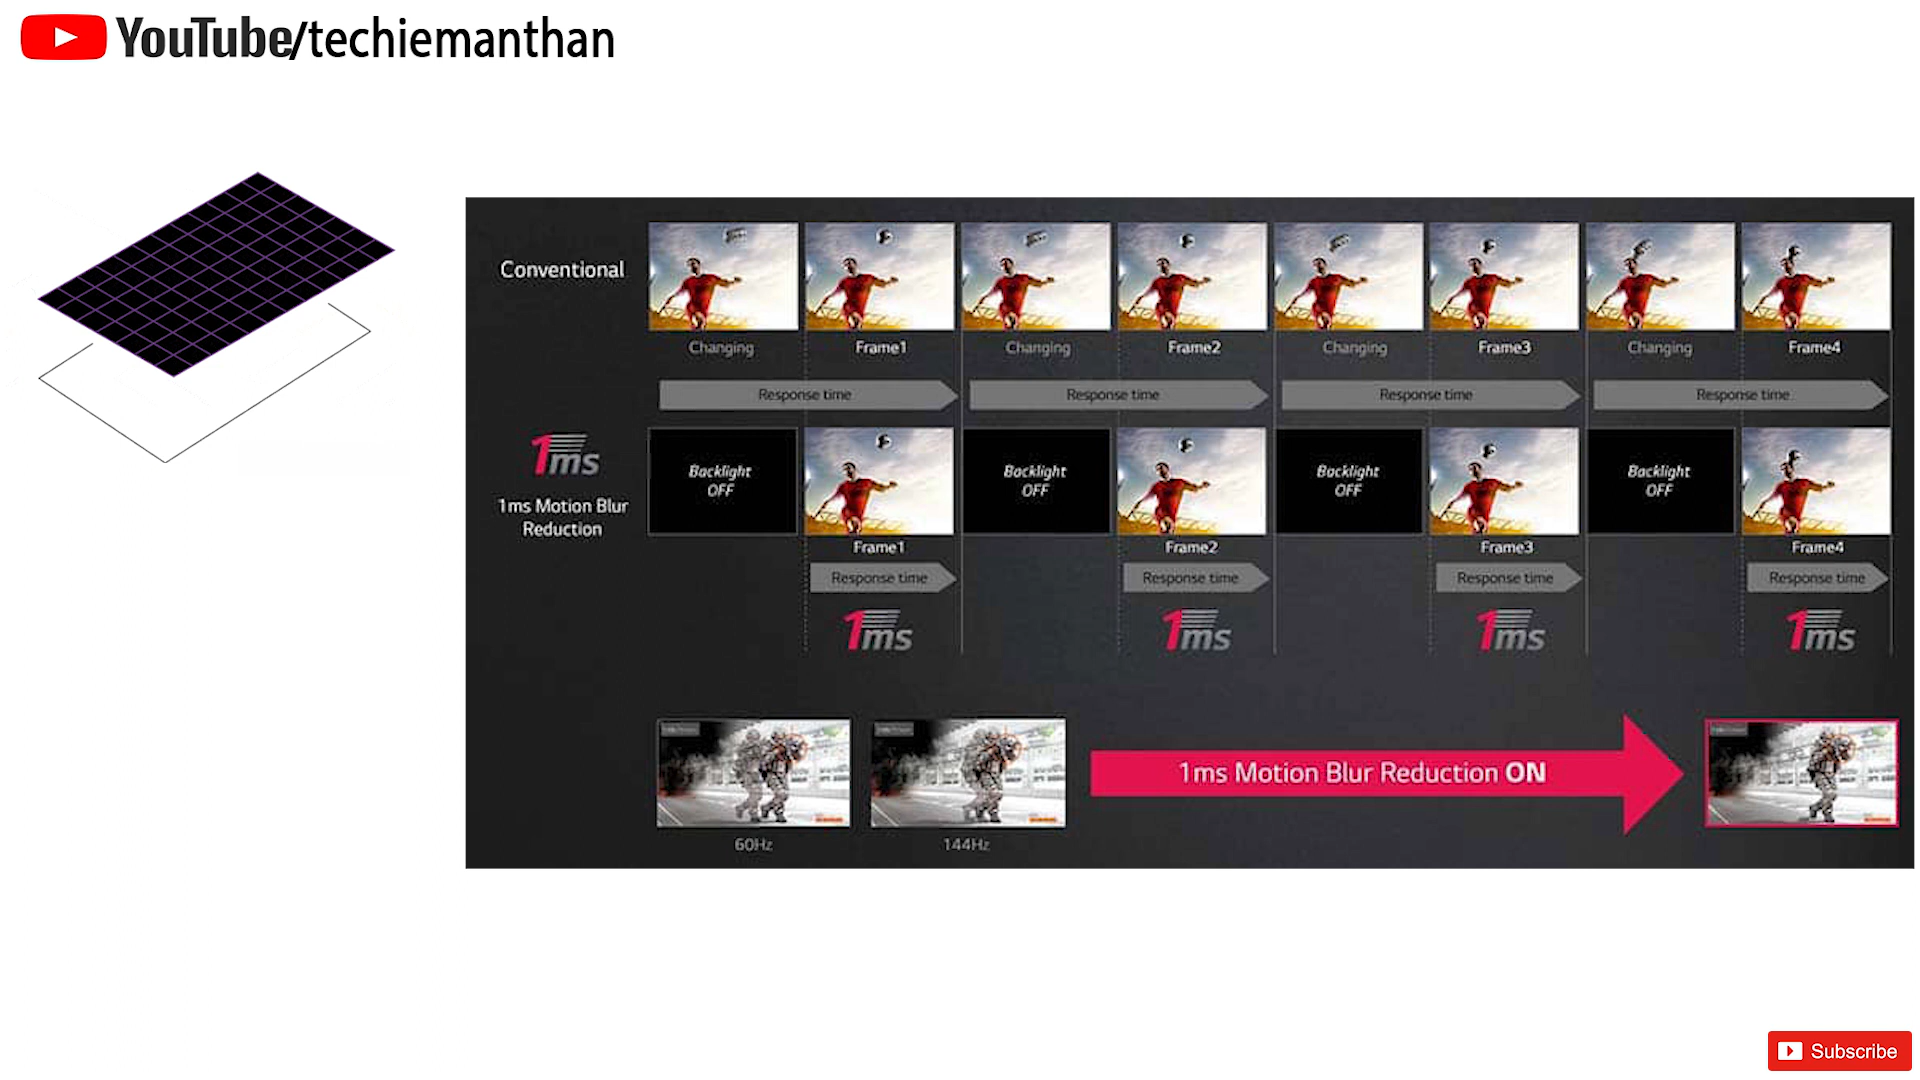 YouTube/techiemanthan
Conventional
Changing Frame1 Changing Frame2 Changing Frame3 Changing Frame4
Response time Response time Response time Response time
1ms
1ms Motion Blur
Reduction
Backlight
OFF
Backlight
OFF
Backlight
OFF
Backlight
OFF
Frame1 Frame2 Frame3 Frame4
Response time Response time Response time Response time
1ms 1ms 1ms 1ms
1ms Motion Blur Reduction ON
60Hz 144Hz
Subscribe